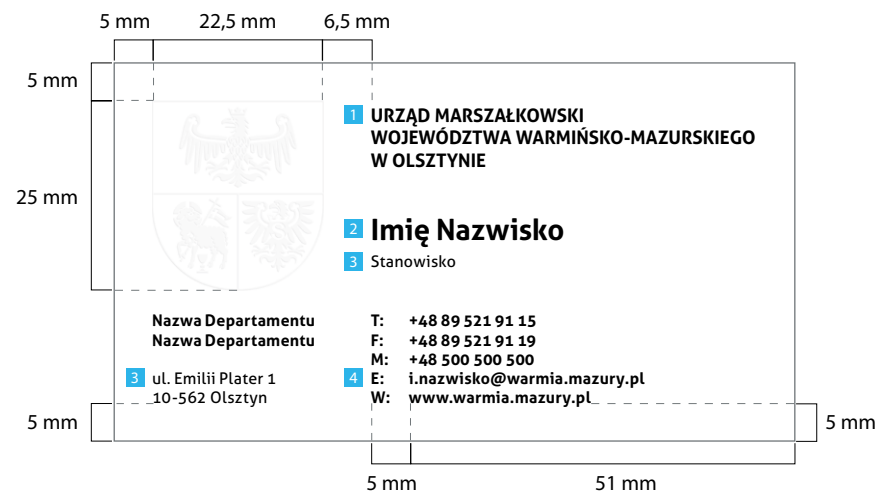 5 mm 22,5 mm 6,5 mm
5 mm
25 mm
1 URZĄD MARSZAŁKOWSKI
WOJEWÓDZTWA WARMIŃSKO-MAZURSKIEGO
W OLSZTYNIE
2 Imię Nazwisko
3 Stanowisko
Nazwa Departamentu
Nazwa Departamentu
3 ul. Emilii Plater 1
10-562 Olsztyn
T: +48 89 521 91 15
F: +48 89 521 91 19
M: +48 500 500 500
4 E: i.nazwisko@warmia.mazury.pl
W: www.warmia.mazury.pl
5 mm
5 mm
5 mm 51 mm